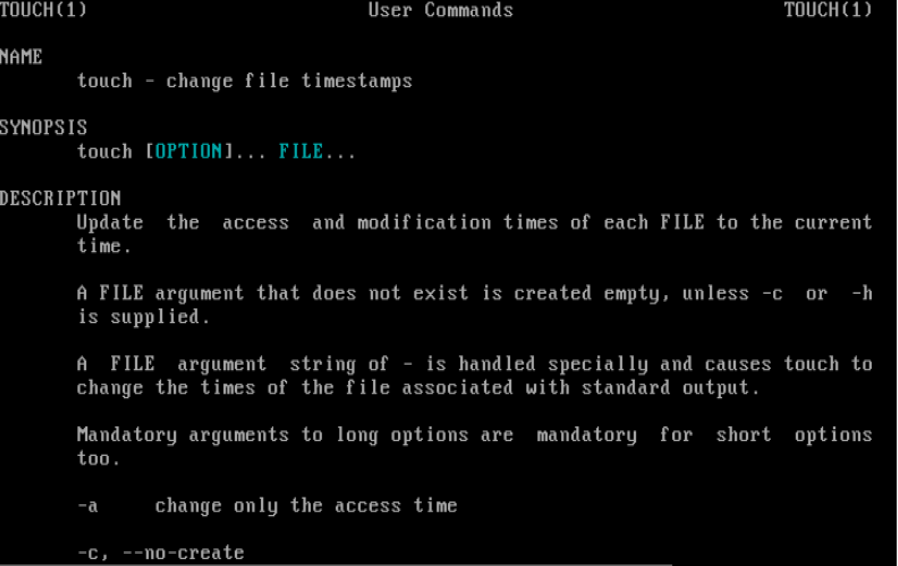 TOUCH(1) User Commands TOUCH(1)
NAME
touch - change file timestamps
SYNOPSIS
touch [OPTION]... FILE...
DESCRIPTION
Update the access and modification times of each FILE to the current
time.
A FILE argument that does not exist is created empty, unless -c or -h
is supplied.
A FILE argument string of - is handled specially and causes touch to
change the times of the file associated with standard output.
Mandatory arguments to long options are mandatory for short options
too.
-a change only the access time
-c, --no-create